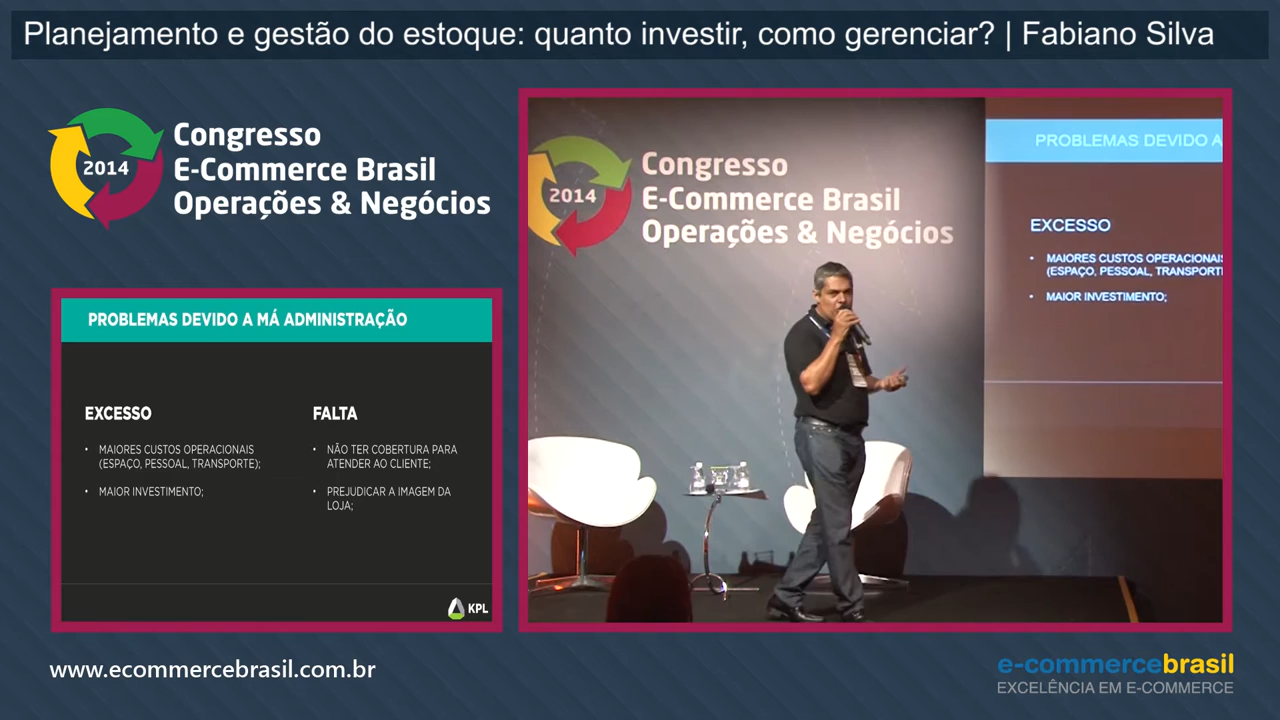 Planejamento e gestão do estoque: quanto investir, como gerenciar? | Fabiano Silva
2014
Congresso
E-Commerce Brasil
Operações & Negócios
PROBLEMAS DEVIDO A MÁ ADMINISTRAÇÃO
EXCESSO
• MAIORES CUSTOS OPERACIONAIS
(ESPAÇO, PESSOAL, TRANSPORTE);
• MAIOR INVESTIMENTO;
FALTA
• NÃO TER COBERTURA PARA
ATENDER AO CLIENTE;
• PREJUDICAR A IMAGEM DA
LOJA;
KPL
2014
Congresso
E-Commerce Brasil
Operações & Negócios
PROBLEMAS DEVIDO A
EXCESSO
• MAIORES CUSTOS OPERACIONAIS
(ESPAÇO, PESSOAL, TRANSPORT
• MAIOR INVESTIMENTO;
www.ecommercebrasil.com.br
e-commercebrasil
EXCELÊNCIA EM E-COMMERCE